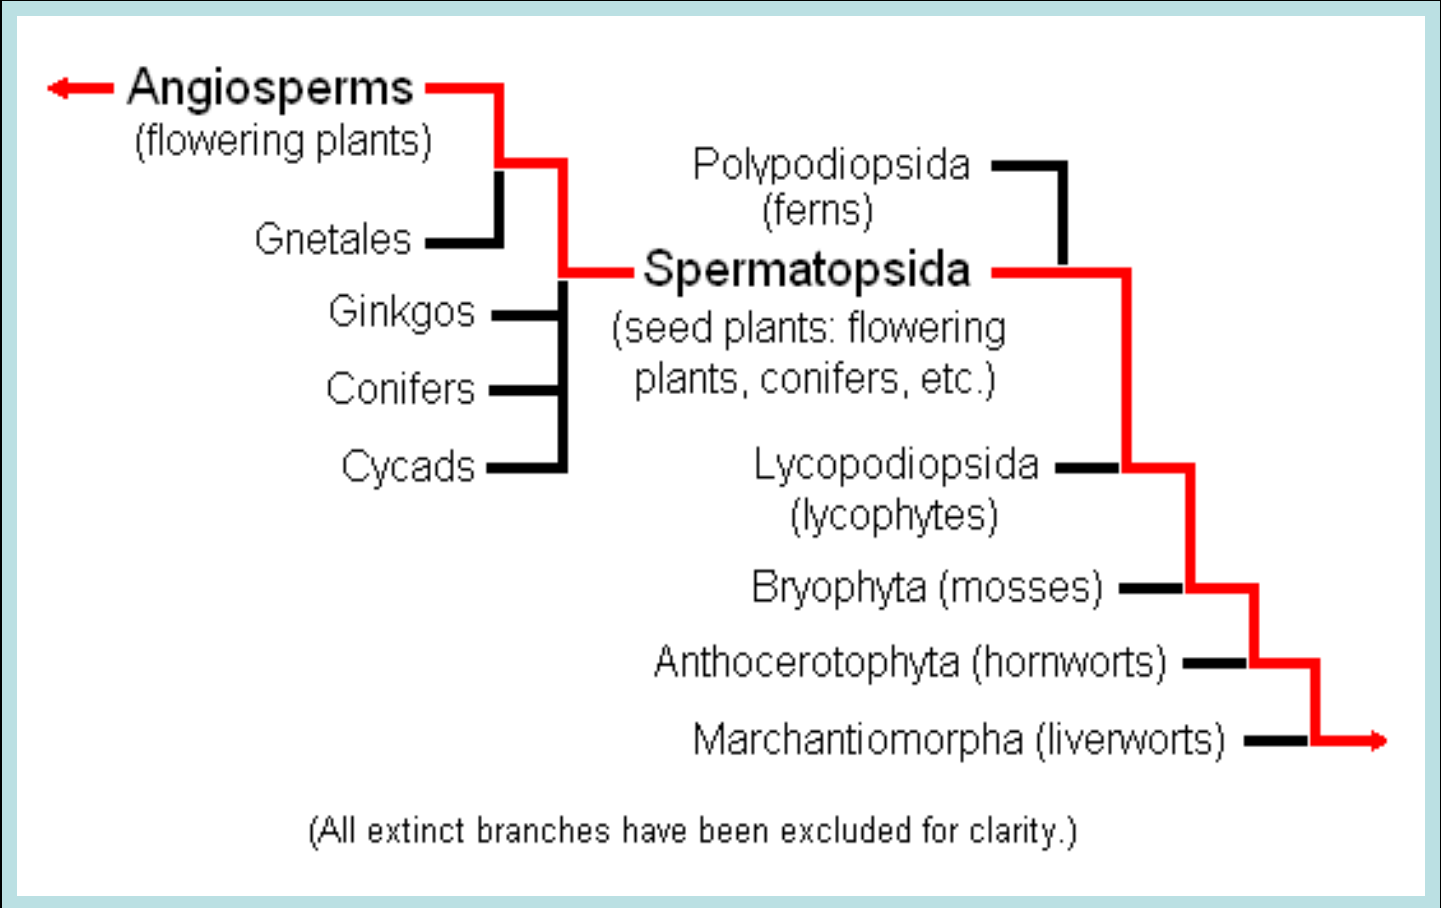 Angiosperms
(flowering plants)
Gnetales
Ginkgos
Conifers
Cycads
Polypodiopsida
(ferns)
Spermatopsida
(seed plants: flowering
plants, conifers, etc.)
Lycopodiopsida
(lycophytes)
Bryophyta (mosses)
Anthocerotophyta (hornworts)
Marchantiomorpha (liverworts)
(All extinct branches have been excluded for clarity.)